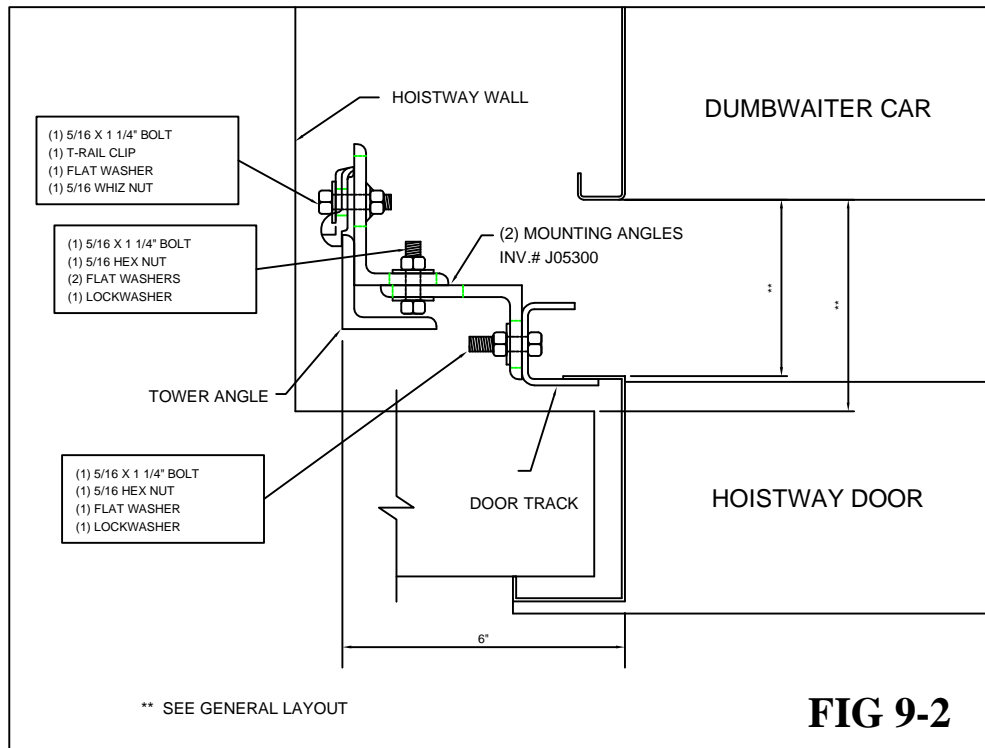 HOISTWAY WALL
DUMBWAITER CAR
(1) 5/16 X 1 1/4" BOLT
(1) T-RAIL CLIP
(1) FLAT WASHER
(1) 5/16 WHIZ NUT
(1) 5/16 X 1 1/4" BOLT
(1) 5/16 HEX NUT
(2) FLAT WASHERS
(1) LOCKWASHER
(2) MOUNTING ANGLES
INV.# J05300
**
**
TOWER ANGLE
(1) 5/16 X 1 1/4" BOLT
(1) 5/16 HEX NUT
(1) FLAT WASHER
(1) LOCKWASHER
DOOR TRACK
HOISTWAY DOOR
6"
** SEE GENERAL LAYOUT
FIG 9-2